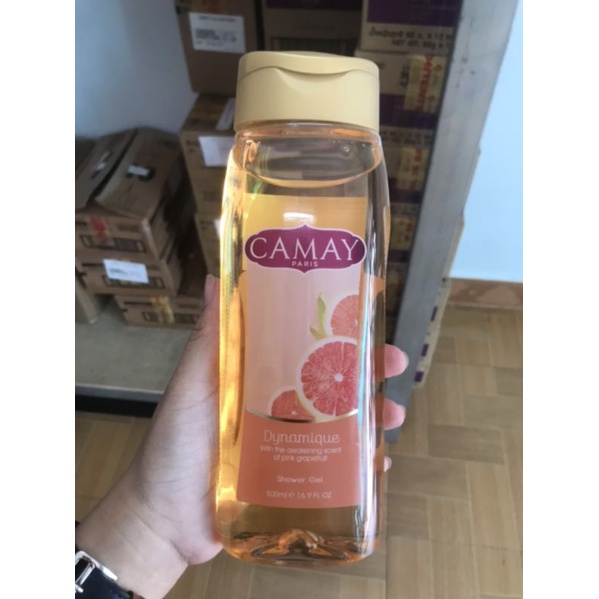 CAMAY
PARIS
Dynamique
With the awakening scent
of pink grapefruit
Shower Gel
500ml e 16.9 FL OZ